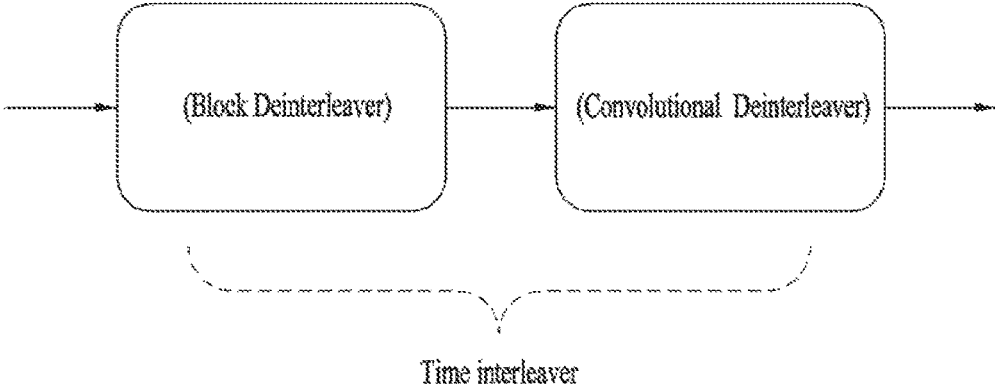 (Block Deinterleaver)
(Convolutional Deinterleaver)
Time interleaver